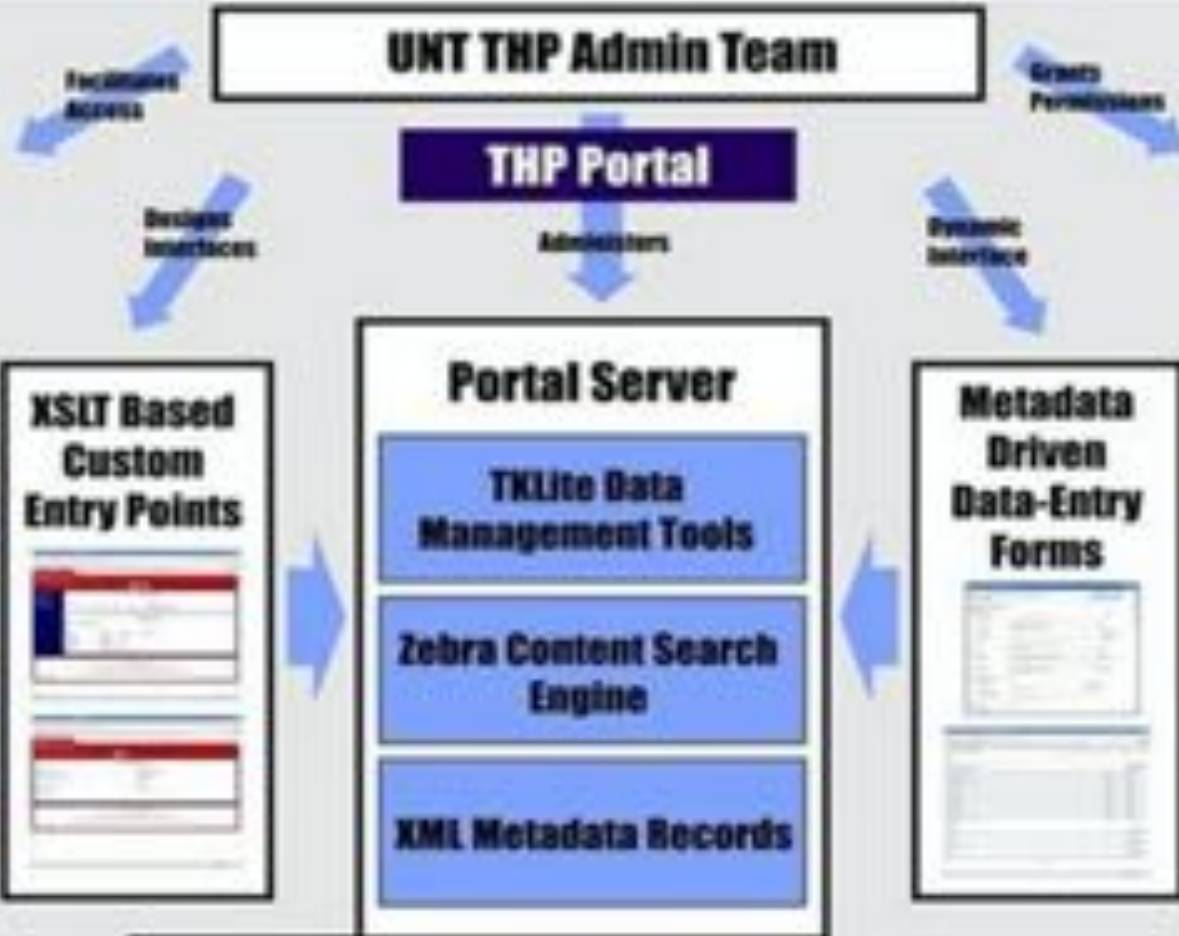 UNT THP Admin Team
Facilitates
Access
Grants
Permissions
THP Portal
Designs
Interfaces
Administers
Dynamic
Interface
XSLT Based
Custom
Entry Points
Portal Server
TKLite Data
Management Tools
Zebra Content Search
Engine
XML Metadata Records
Metadata
Driven
Data-Entry
Forms